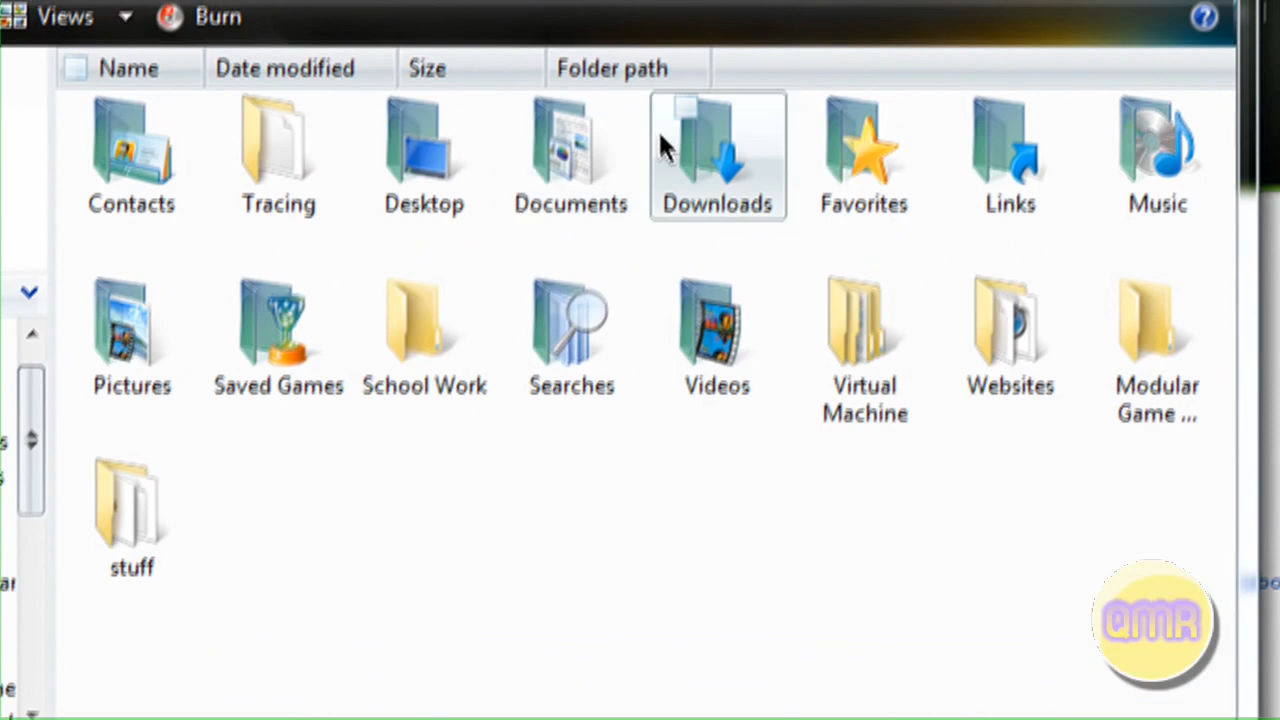 Views Burn
Name Date modified Size Folder path
Contacts Tracing Desktop Documents Downloads Favorites Links Music
Pictures Saved Games School Work Searches Videos Virtual Machine Websites Modular Game ...
stuff
QMR